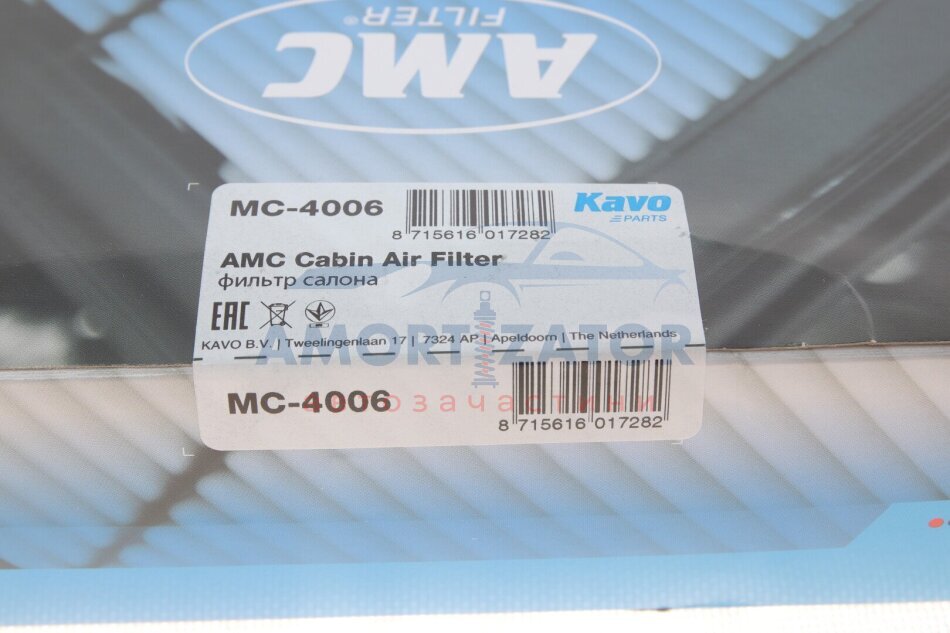 AMC
FILTER®
MC-4006
8 715616 017282
Kavo
PARTS
AMC Cabin Air Filter
фильтр салона
EAC
KAVO B.V. | Tweelingenlaan 17 | 7324 AP | Apeldoorn | The Netherlands
AMORTIZATOR
MC-4006
автозачастини
8 715616 017282